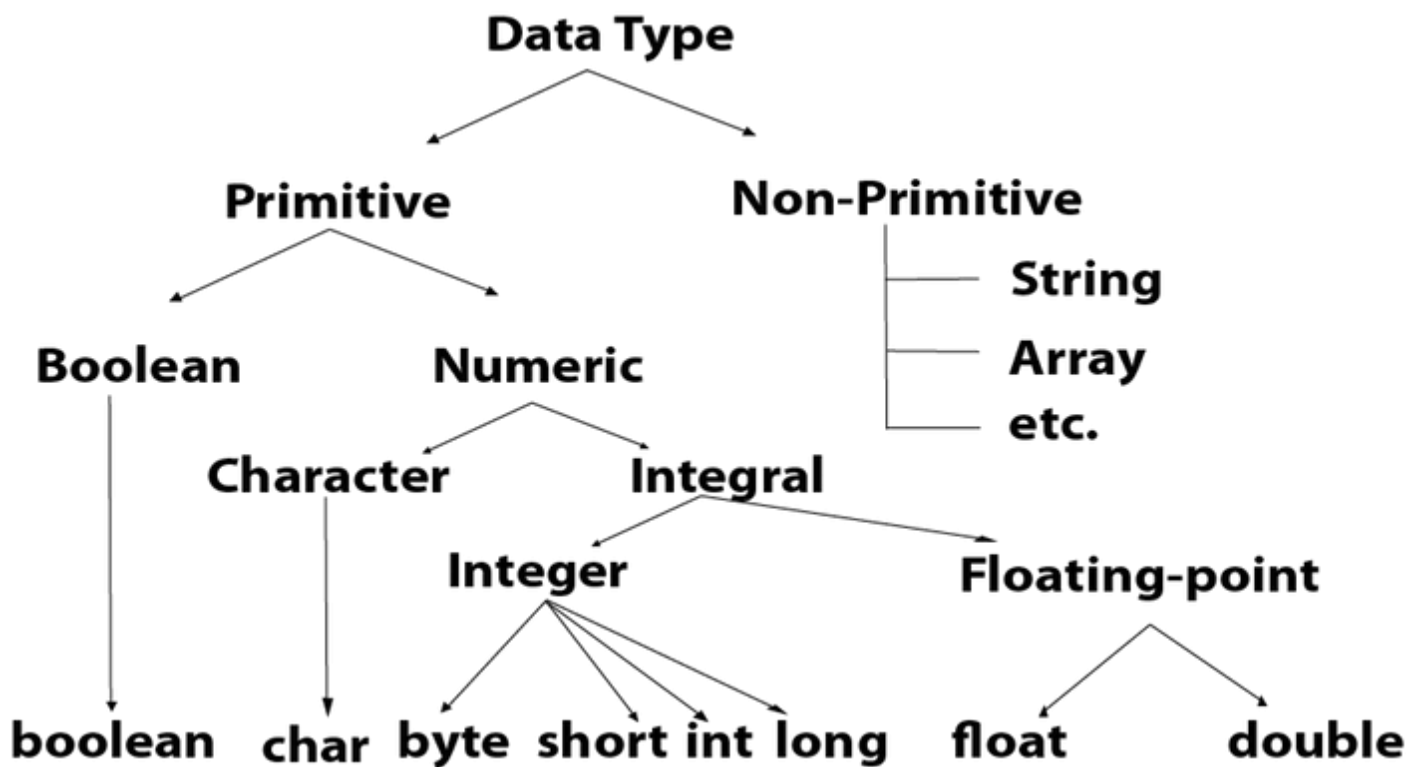 Data Type
Primitive
Non-Primitive
String
Array
etc.
Boolean
Numeric
Character
Integral
Integer
Floating-point
boolean
char
byte
short
int
long
float
double